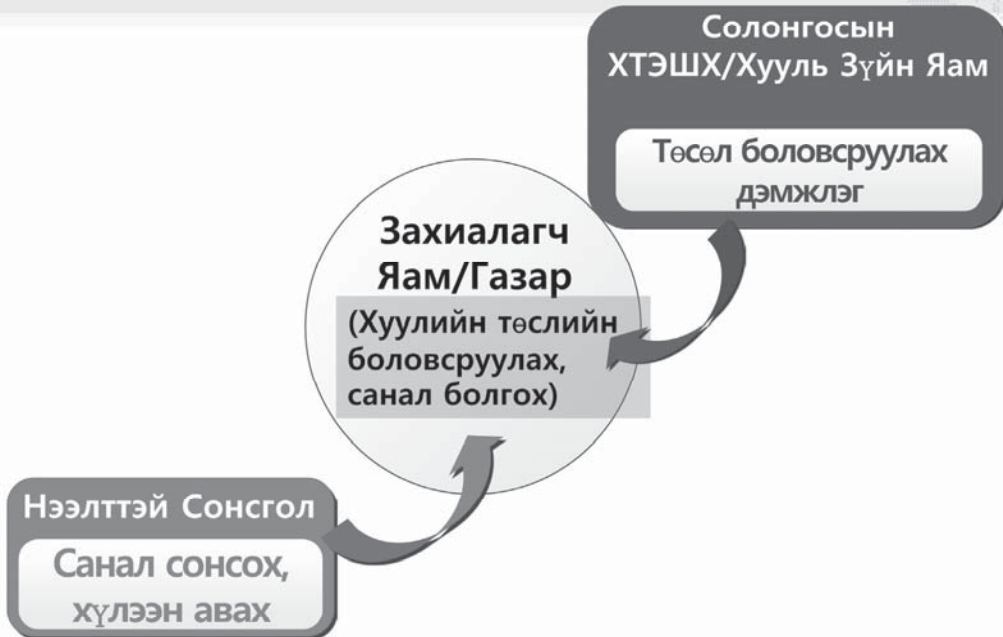 Солонгосын
ХТЭШХ/Хууль Зүйн Яам
Төсөл боловсруулах
дэмжлэг
Захиалагч
Яам/Газар
(Хуулийн төслийн
боловсруулах,
санал болгох)
Нээлттэй Сонсгол
Санал сонсох,
хүлээн авах